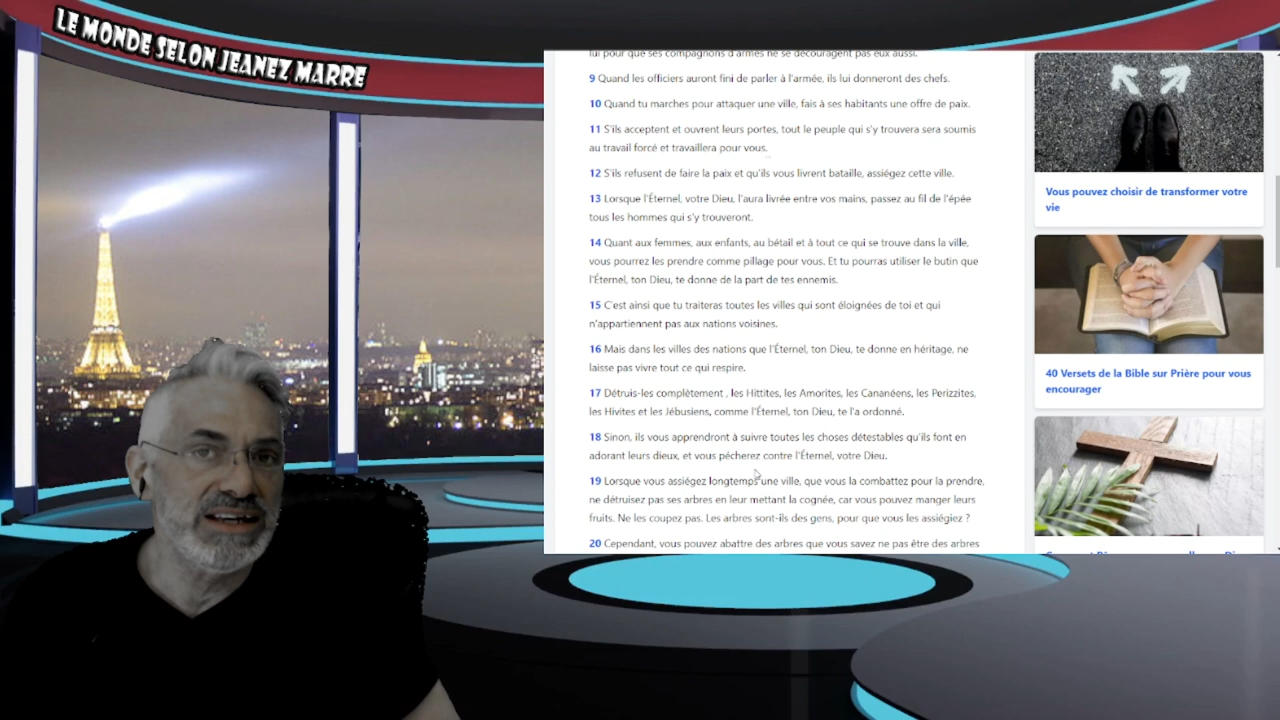 LE MONDE SELON JEANEZ MARRE
lui pour que ses compagnons d'armes ne se découragent pas eux aussi.
9 Quand les officiers auront fini de parler à l'armée, ils lui donneront des chefs.
10 Quand tu marches pour attaquer une ville, fais à ses habitants une offre de paix.
11 S'ils acceptent et ouvrent leurs portes, tout le peuple qui s'y trouvera sera soumis
au travail forcé et travaillera pour vous.
12 S'ils refusent de faire la paix et qu'ils vous livrent bataille, assiégez cette ville.
13 Lorsque l'Éternel, votre Dieu, l'aura livrée entre vos mains, passez au fil de l'épée
tous les hommes qui s'y trouveront.
14 Quant aux femmes, aux enfants, au bétail et à tout ce qui se trouve dans la ville,
vous pourrez les prendre comme pillage pour vous. Et tu pourras utiliser le butin que
l'Éternel, ton Dieu, te donne de la part de tes ennemis.
15 C'est ainsi que tu traiteras toutes les villes qui sont éloignées de toi et qui
n'appartiennent pas aux nations voisines.
16 Mais dans les villes des nations que l'Éternel, ton Dieu, te donne en héritage, ne
laisse pas vivre tout ce qui respire.
17 Détruis-les complètement , les Hittites, les Amorites, les Cananéens, les Perizzites,
les Hivites et les Jébusiens, comme l'Éternel, ton Dieu, te l'a ordonné.
18 Sinon, ils vous apprendront à suivre toutes les choses détestables qu'ils font en
adorant leurs dieux, et vous pécherez contre l'Éternel, votre Dieu.
19 Lorsque vous assiégez longtemps une ville, que vous la combattez pour la prendre,
ne détruisez pas ses arbres en leur mettant la cognée, car vous pouvez manger leurs
fruits. Ne les coupez pas. Les arbres sont-ils des gens, pour que vous les assiégiez ?
20 Cependant, vous pouvez abattre des arbres que vous savez ne pas être des arbres
Vous pouvez choisir de transformer votre
vie
40 Versets de la Bible sur Prière pour vous
encourager